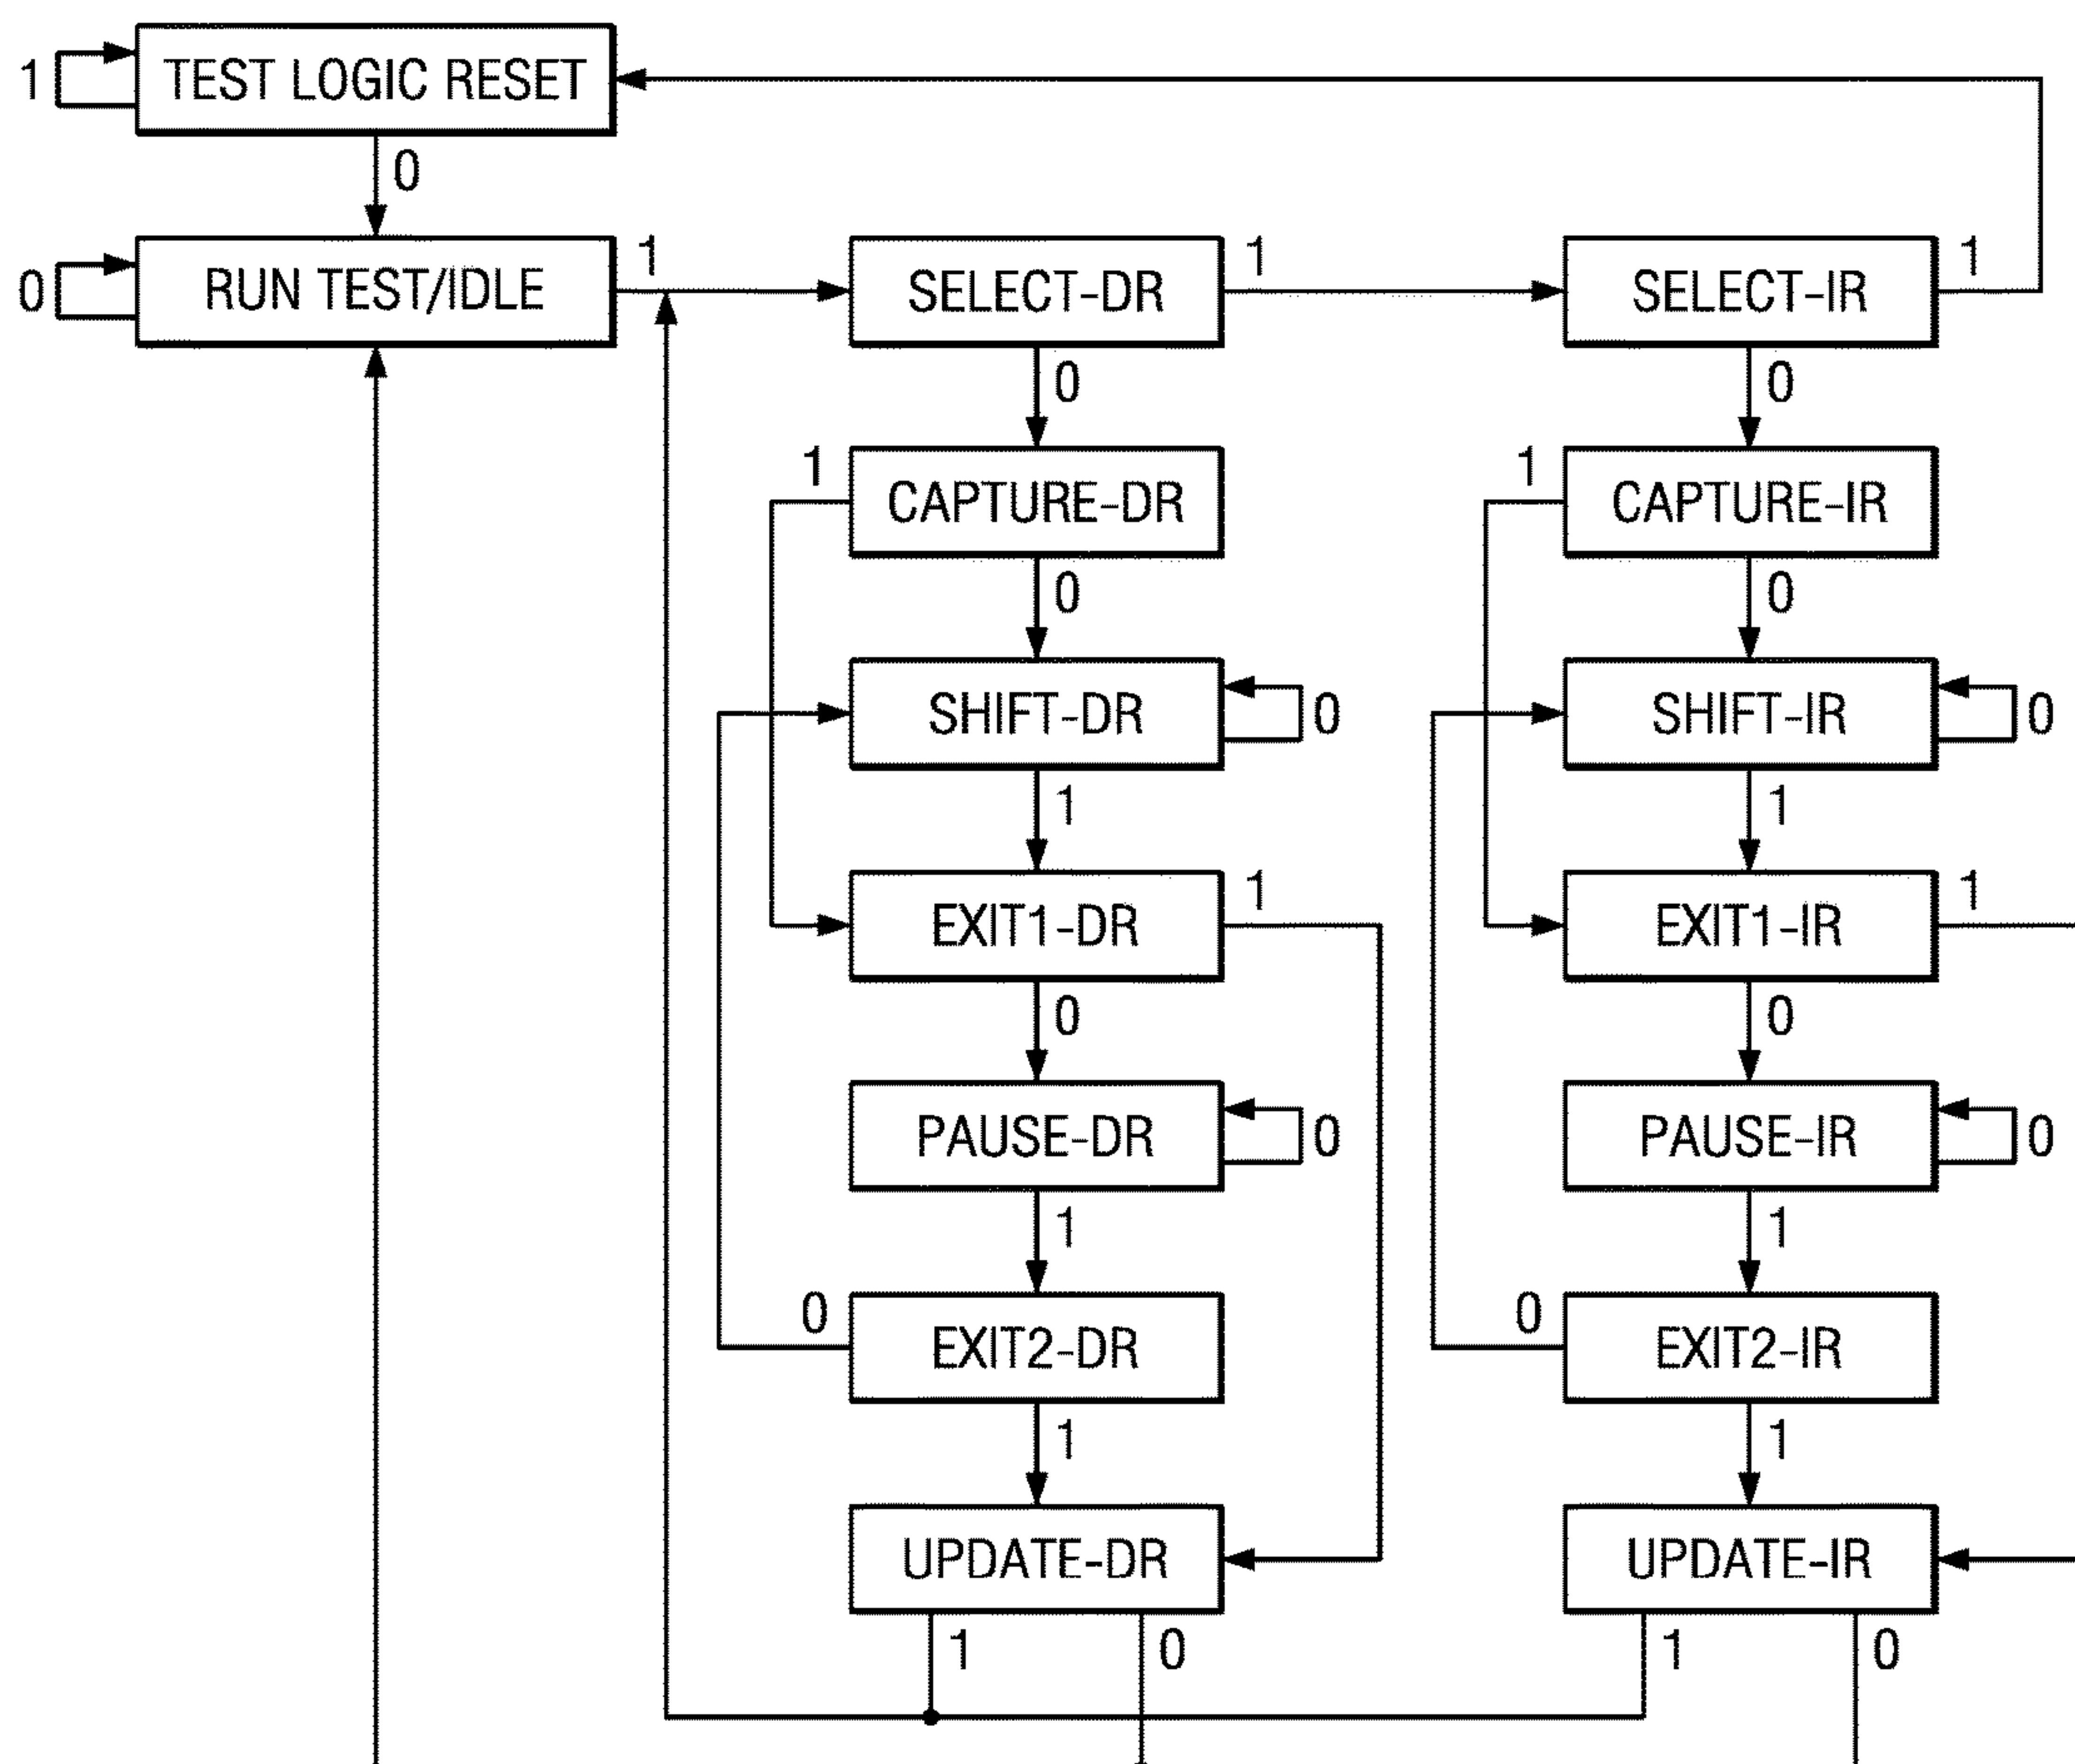 1
TEST LOGIC RESET
0
0
RUN TEST/IDLE
1
SELECT-DR
1
SELECT-IR
1
0
0
1
CAPTURE-DR
1
CAPTURE-IR
0
0
SHIFT-DR
0
SHIFT-IR
0
1
1
EXIT1-DR
1
EXIT1-IR
1
0
0
PAUSE-DR
0
PAUSE-IR
0
1
1
0
EXIT2-DR
0
EXIT2-IR
1
1
UPDATE-DR
UPDATE-IR
1
0
1
0